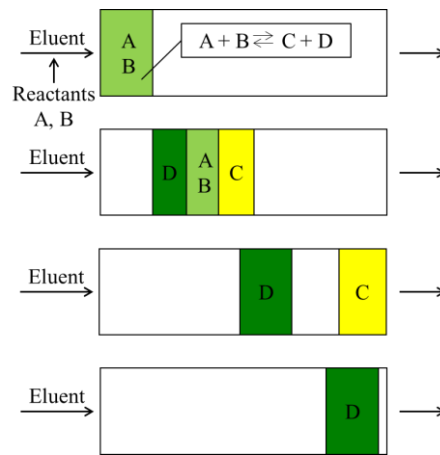 Eluent
A
B
A + B ⇌ C + D
Reactants
A, B
Eluent
D
A
B
C
Eluent
D
C
Eluent
D